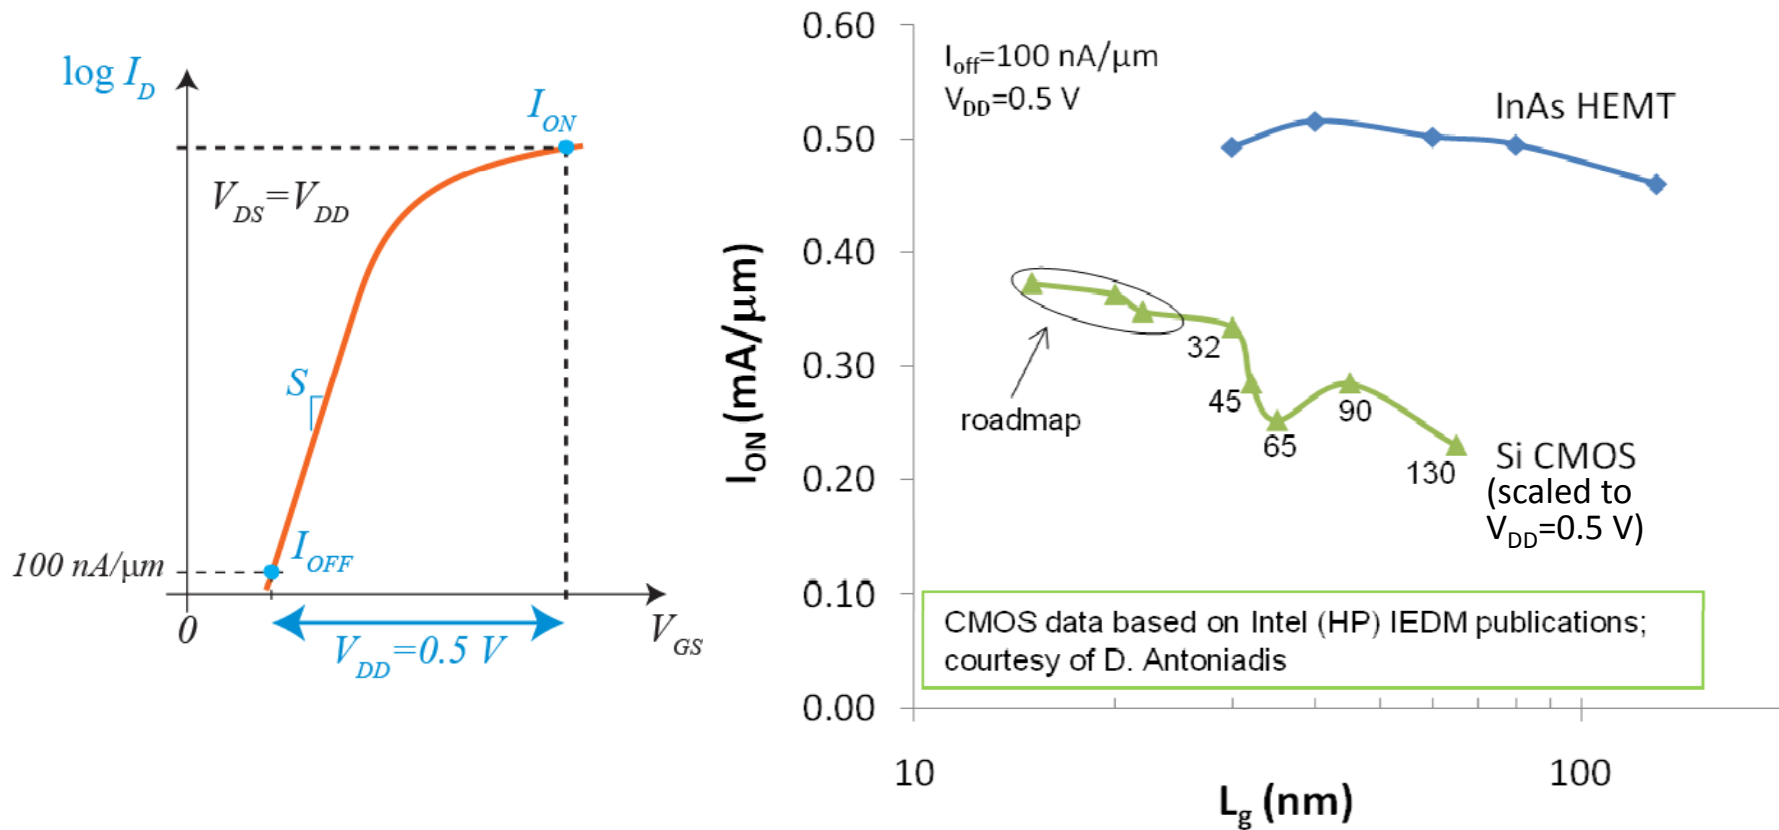 log I_D
I_ON
V_DS=V_DD
S
I_OFF
100 nA/μm
0
V_DD=0.5 V
V_GS
0.60
0.50
0.40
0.30
0.20
0.10
0.00
I_ON (mA/μm)
I_off=100 nA/μm
V_DD=0.5 V
InAs HEMT
roadmap
32
45
65
90
130
Si CMOS
(scaled to
V_DD=0.5 V)
CMOS data based on Intel (HP) IEDM publications;
courtesy of D. Antoniadis
10
100
L_g (nm)